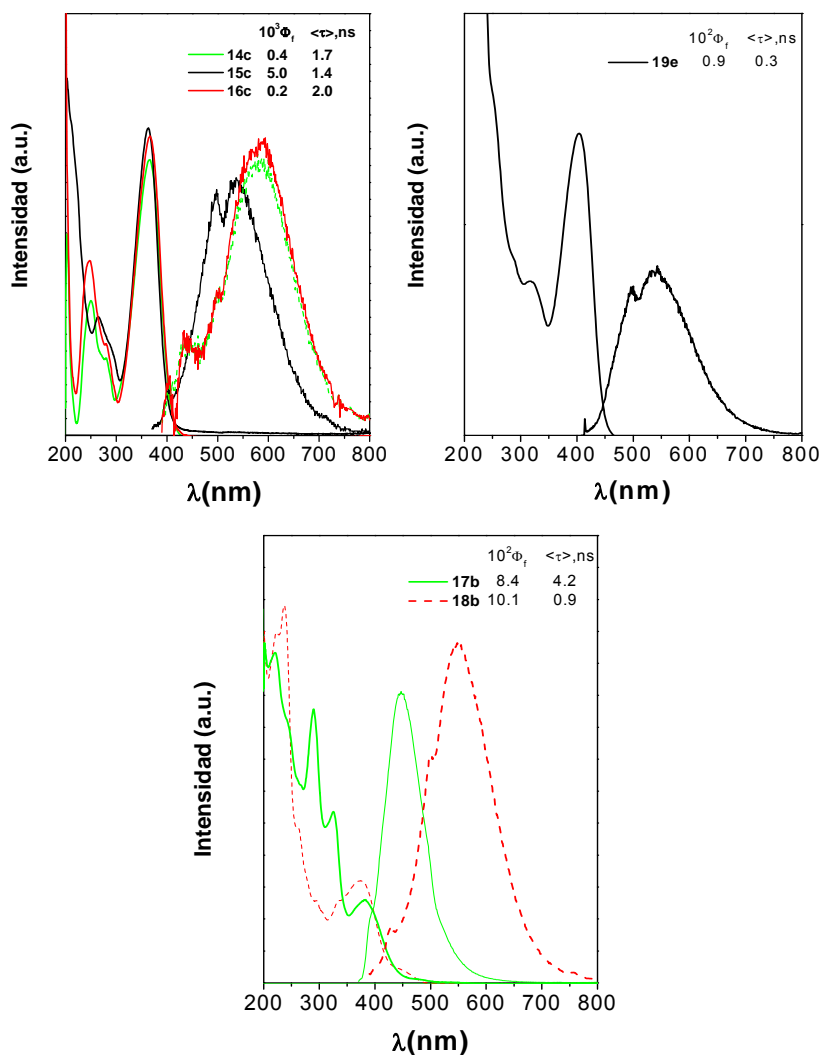 10³Φf <τ>,ns
14c 0.4 1.7
15c 5.0 1.4
16c 0.2 2.0
Intensidad (a.u.)
200 300 400 500 600 700 800
λ(nm)
10²Φf <τ>,ns
19e 0.9 0.3
Intensidad (a.u.)
200 300 400 500 600 700 800
λ(nm)
10²Φf <τ>,ns
17b 8.4 4.2
18b 10.1 0.9
Intensidad (a.u.)
200 300 400 500 600 700 800
λ(nm)